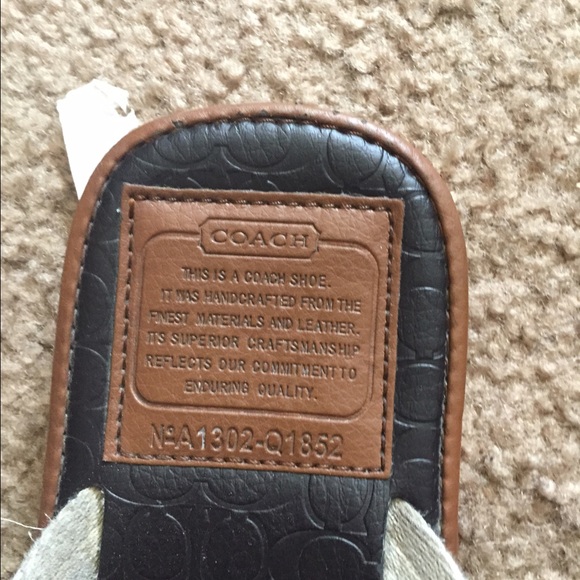 COACH
THIS IS A COACH SHOE.
IT WAS HANDCRAFTED FROM THE
FINEST MATERIALS AND LEATHER.
ITS SUPERIOR CRAFTSMANSHIP
REFLECTS OUR COMMITMENT TO
ENDURING QUALITY.
NºA1302-Q1852